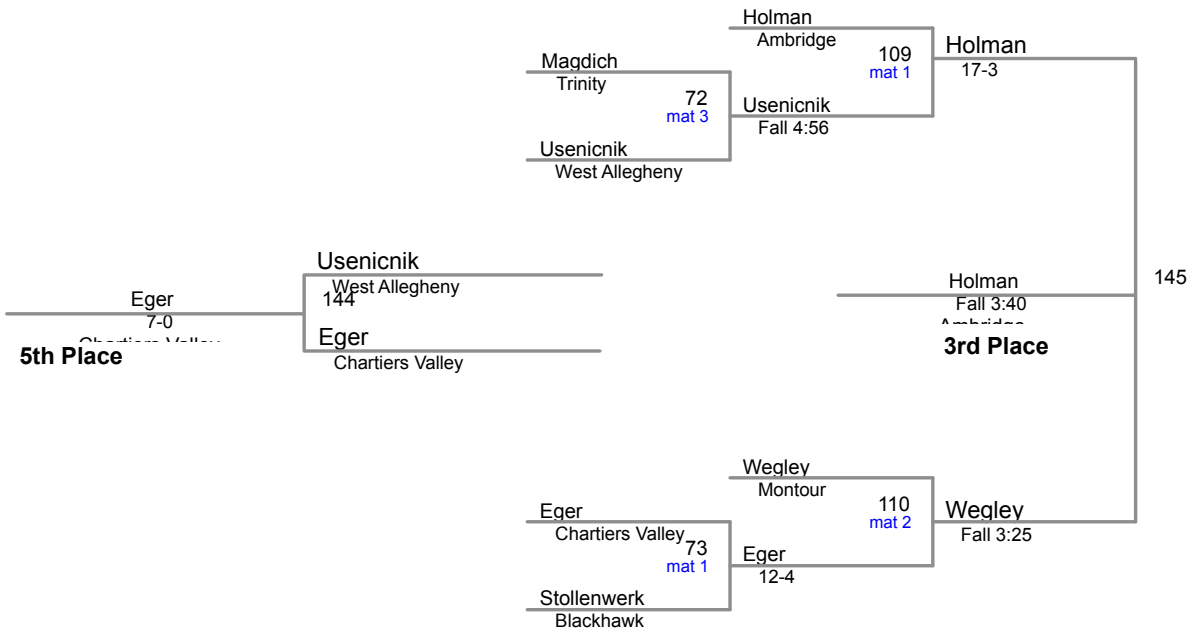 Holman
Ambridge
109
mat 1
Holman
17-3
Magdich
Trinity
72
mat 3
Usenicnik
Fall 4:56
Usenicnik
West Allegheny
Usenicnik
West Allegheny
144
Eger
7-0
Chartiers Valley
5th Place
Eger
Chartiers Valley
145
Holman
Fall 3:40
Ambridge
3rd Place
Wegley
Montour
110
mat 2
Wegley
Fall 3:25
Eger
Chartiers Valley
73
mat 1
Eger
12-4
Stollenwerk
Blackhawk